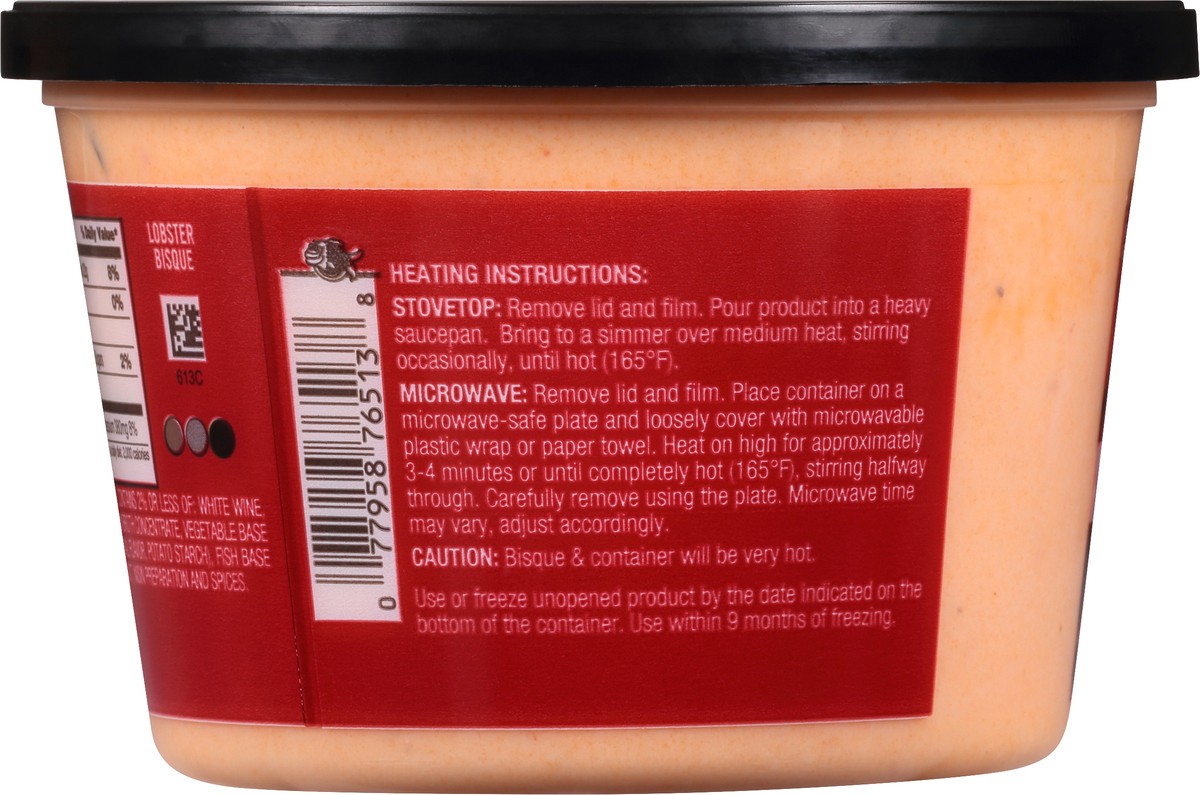 % Daily Value*
8%
0%
2%
380mg 8%
2,000 calories
LOBSTER
BISQUE
613C
2% OR LESS OF: WHITE WINE,
CONCENTRATE, VEGETABLE BASE
POTATO STARCH), FISH BASE
PREPARATION AND SPICES.
0 77958 76513 8
HEATING INSTRUCTIONS:
STOVETOP: Remove lid and film. Pour product into a heavy
saucepan. Bring to a simmer over medium heat, stirring
occasionally, until hot (165°F).
MICROWAVE: Remove lid and film. Place container on a
microwave-safe plate and loosely cover with microwavable
plastic wrap or paper towel. Heat on high for approximately
3-4 minutes or until completely hot (165°F), stirring halfway
through. Carefully remove using the plate. Microwave time
may vary, adjust accordingly.
CAUTION: Bisque & container will be very hot.
Use or freeze unopened product by the date indicated on the
bottom of the container. Use within 9 months of freezing.